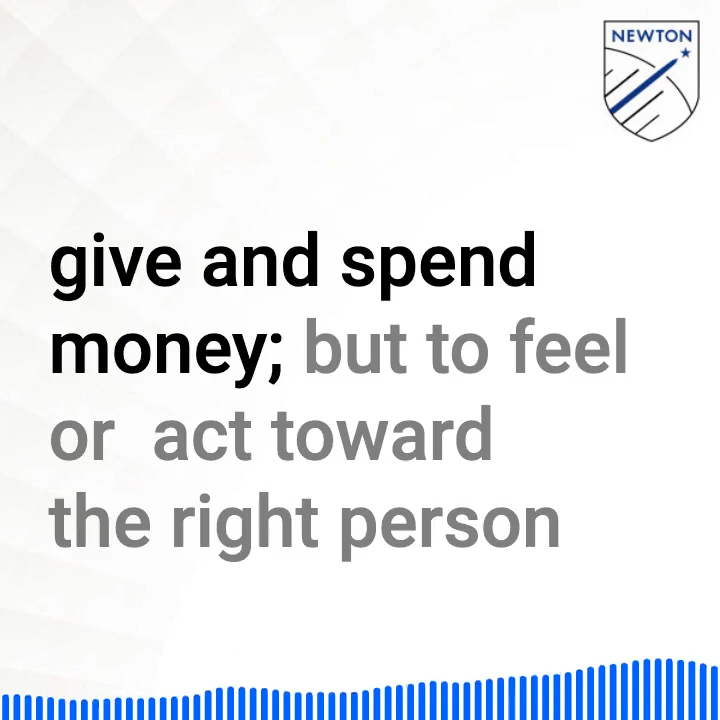 NEWTON
give and spend
money; but to feel
or  act toward
the right person